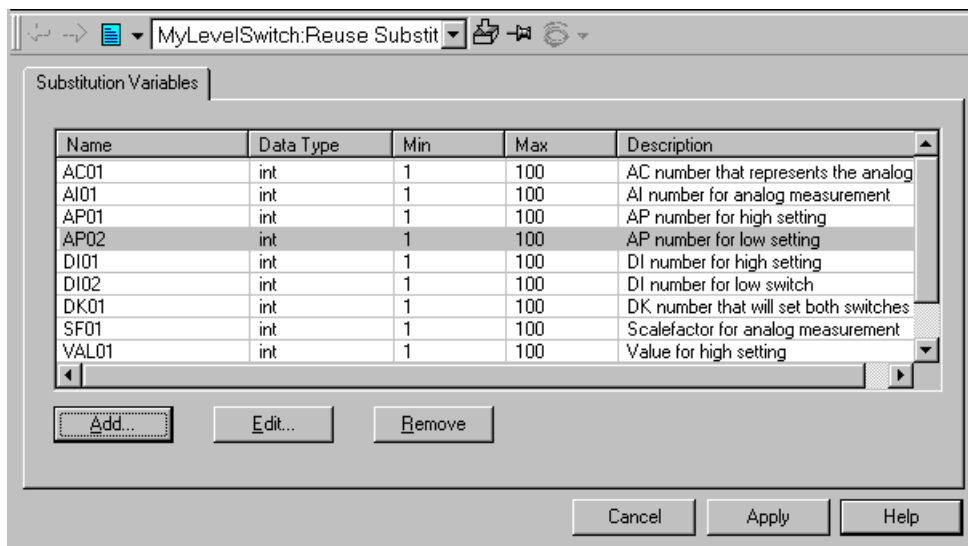 MyLevelSwitch:Reuse Substit
Substitution Variables
Name Data Type Min Max Description
AC01 int 1 100 AC number that represents the analog
AI01 int 1 100 AI number for analog measurement
AP01 int 1 100 AP number for high setting
AP02 int 1 100 AP number for low setting
DI01 int 1 100 DI number for high setting
DI02 int 1 100 DI number for low switch
DK01 int 1 100 DK number that will set both switches
SF01 int 1 100 Scalefactor for analog measurement
VAL01 int 1 100 Value for high setting
Add... Edit... Remove
Cancel Apply Help